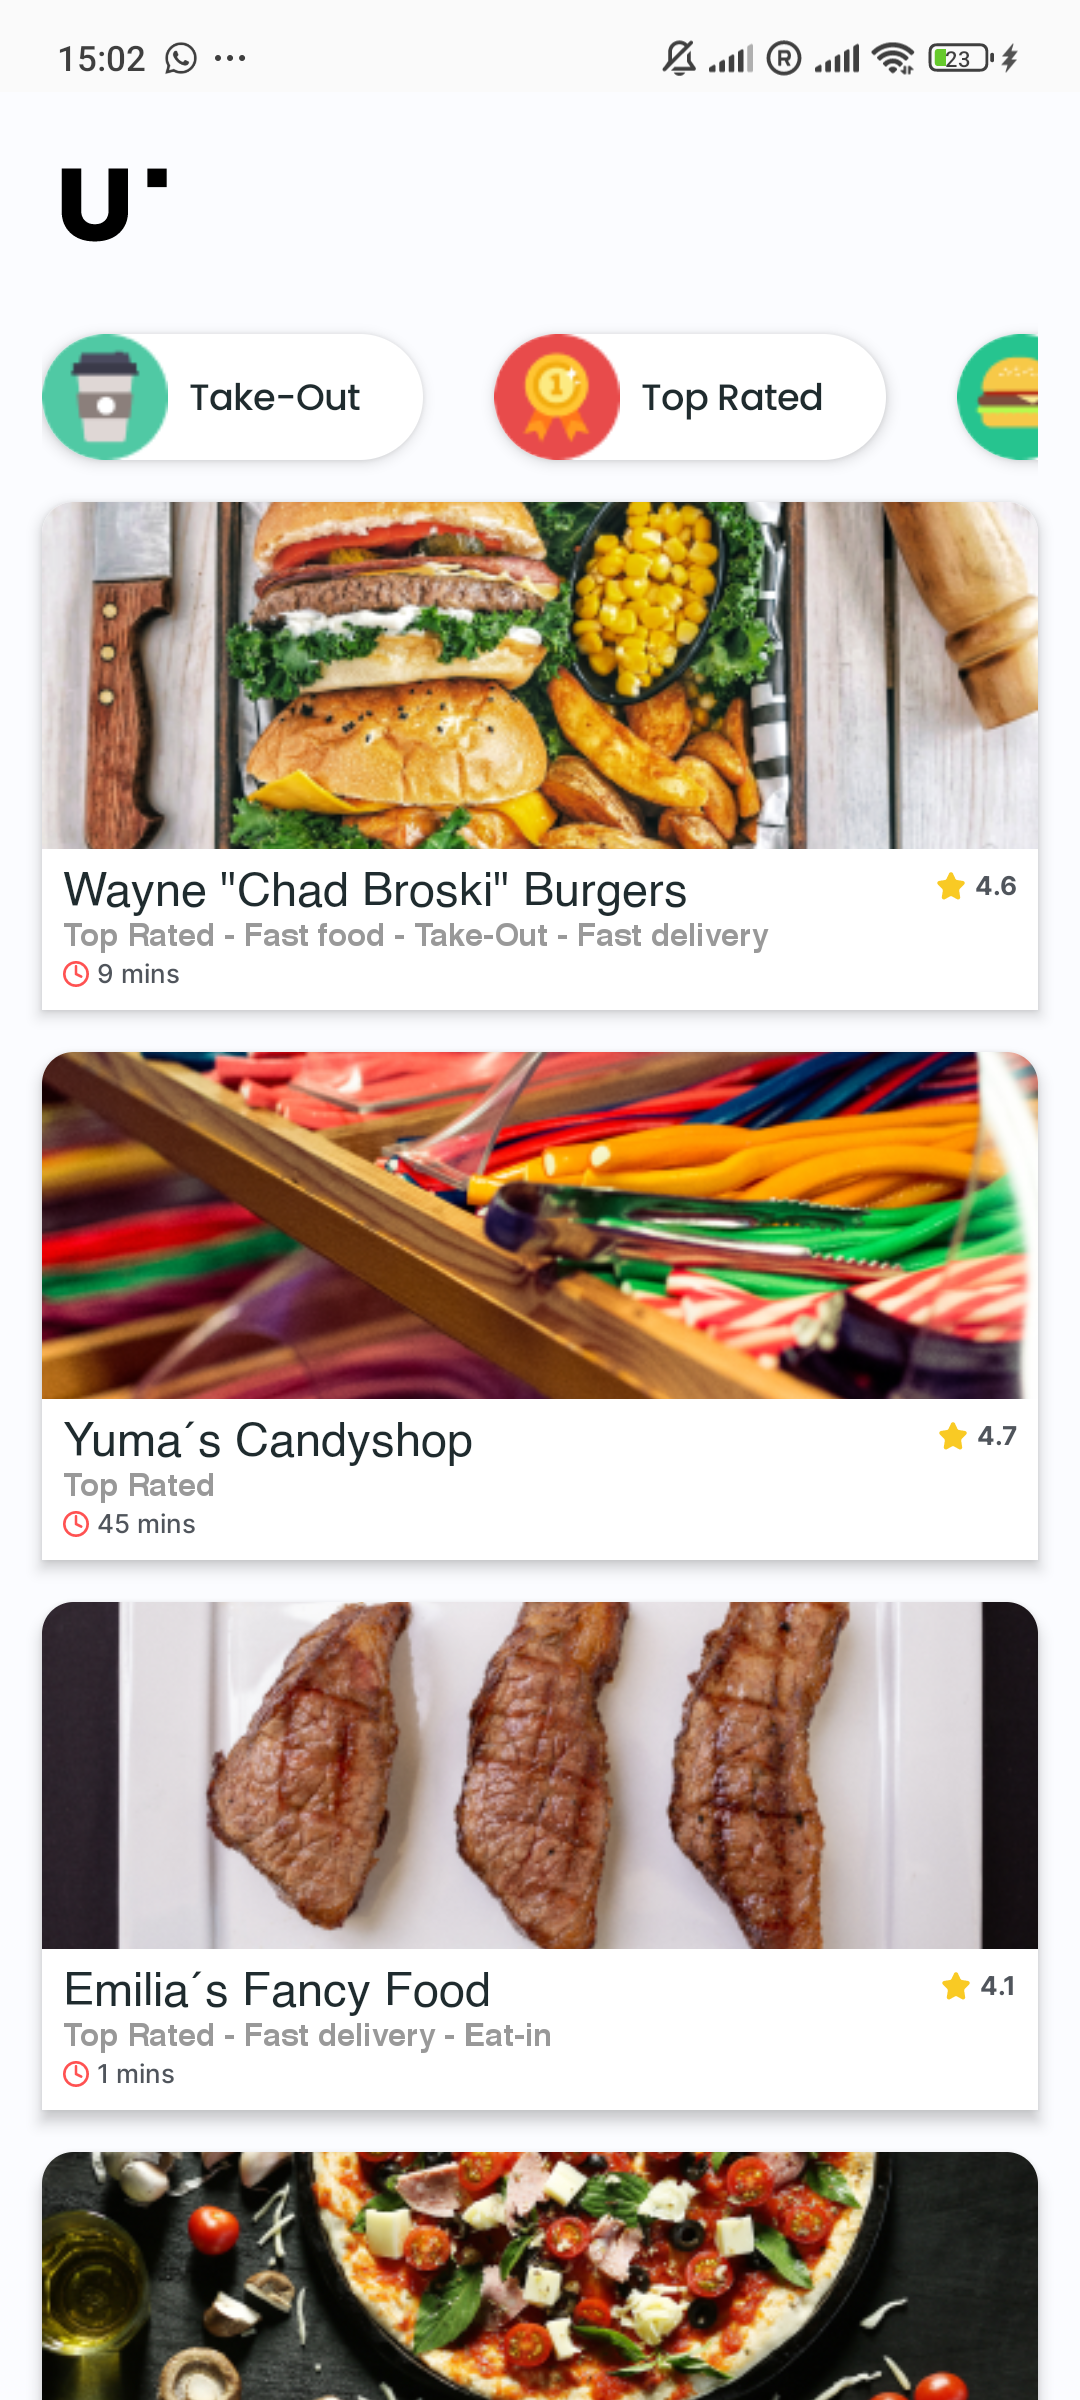 15:02
R
23
U
Take-Out
1
Top Rated
Wayne "Chad Broski" Burgers
4.6
Top Rated - Fast food - Take-Out - Fast delivery
9 mins
Yuma´s Candyshop
4.7
Top Rated
45 mins
Emilia´s Fancy Food
4.1
Top Rated - Fast delivery - Eat-in
1 mins